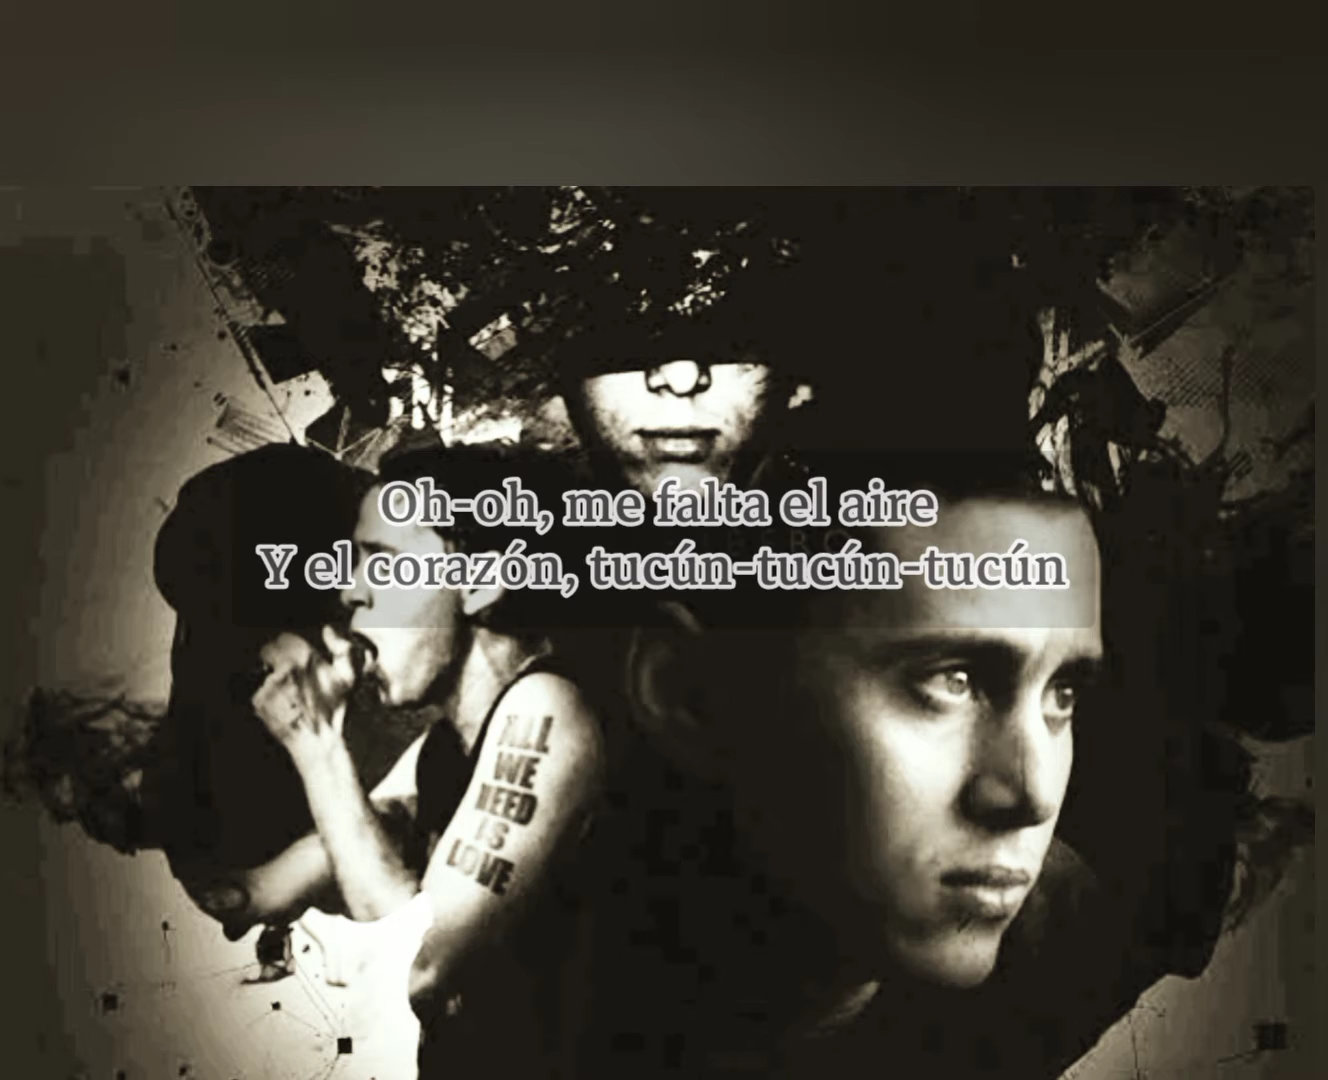 Oh-oh, me falta el aire
Y el corazón, tucún-tucún-tucún
ALL
WE
NEED
IS
LOVE